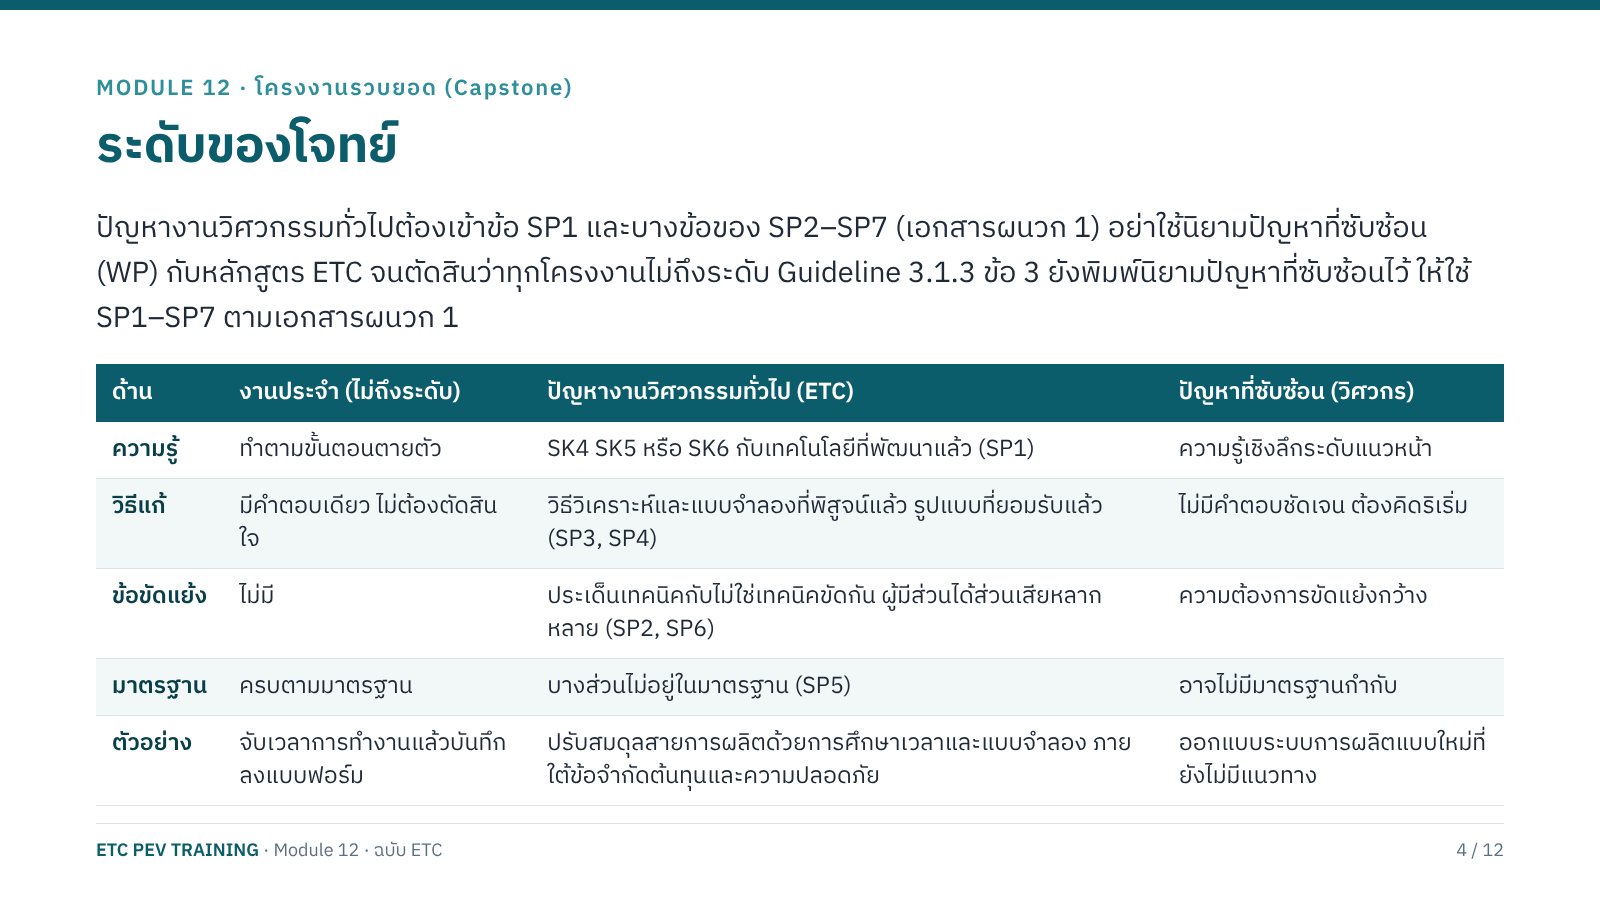 MODULE 12 · โครงงานรวบยอด (Capstone)
ระดับของโจทย์
ปัญหางานวิศวกรรมทั่วไปต้องเข้าข้อ SP1 และบางข้อของ SP2–SP7 (เอกสารผนวก 1) อย่าใช้นิยามปัญหาที่ซับซ้อน
(WP) กับหลักสูตร ETC จนตัดสินว่าทุกโครงงานไม่ถึงระดับ Guideline 3.1.3 ข้อ 3 ยังพิมพ์นิยามปัญหาที่ซับซ้อนไว้ ให้ใช้
SP1–SP7 ตามเอกสารผนวก 1
ด้าน งานประจำ (ไม่ถึงระดับ) ปัญหางานวิศวกรรมทั่วไป (ETC) ปัญหาที่ซับซ้อน (วิศวกร)
ความรู้ ทำตามขั้นตอนตายตัว SK4 SK5 หรือ SK6 กับเทคโนโลยีที่พัฒนาแล้ว (SP1) ความรู้เชิงลึกระดับแนวหน้า
วิธีแก้ มีคำตอบเดียว ไม่ต้องตัดสิน วิธีวิเคราะห์และแบบจำลองที่พิสูจน์แล้ว รูปแบบที่ยอมรับแล้ว ไม่มีคำตอบชัดเจน ต้องคิดริเริ่ม
ใจ (SP3, SP4)
ข้อขัดแย้ง ไม่มี ประเด็นเทคนิคกับไม่ใช่เทคนิคขัดกัน ผู้มีส่วนได้ส่วนเสียหลาก ความต้องการขัดแย้งกว้าง
หลาย (SP2, SP6)
มาตรฐาน ครบตามมาตรฐาน บางส่วนไม่อยู่ในมาตรฐาน (SP5) อาจไม่มีมาตรฐานกำกับ
ตัวอย่าง จับเวลาการทำงานแล้วบันทึก ปรับสมดุลสายการผลิตด้วยการศึกษาเวลาและแบบจำลอง ภาย ออกแบบระบบการผลิตแบบใหม่ที่
ลงแบบฟอร์ม ใต้ข้อจำกัดต้นทุนและความปลอดภัย ยังไม่มีแนวทาง
ETC PEV TRAINING · Module 12 · ฉบับ ETC 4 / 12